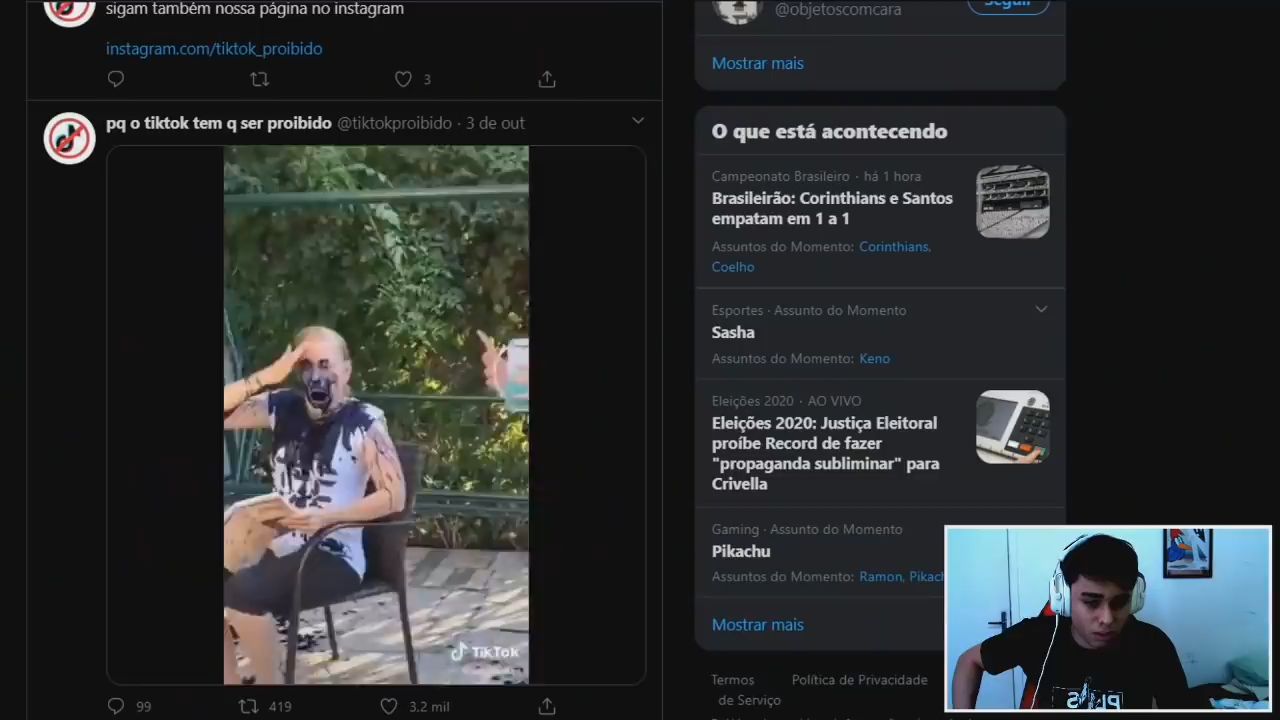 sigam também nossa página no instagram
instagram.com/tiktok_proibido
3
pq o tiktok tem q ser proibido @tiktokproibido · 3 de out
TikTok
99
419
3.2 mil
@objetoscomcara
Seguir
Mostrar mais
O que está acontecendo
Campeonato Brasileiro · há 1 hora
Brasileirão: Corinthians e Santos
empatam em 1 a 1
Assuntos do Momento: Corinthians,
Coelho
Esportes · Assunto do Momento
Sasha
Assuntos do Momento: Keno
Eleições 2020 · AO VIVO
Eleições 2020: Justiça Eleitoral
proíbe Record de fazer
"propaganda subliminar" para
Crivella
Gaming · Assunto do Momento
Pikachu
Assuntos do Momento: Ramon, Pikach
Mostrar mais
Termos
de Serviço
Política de Privacidade